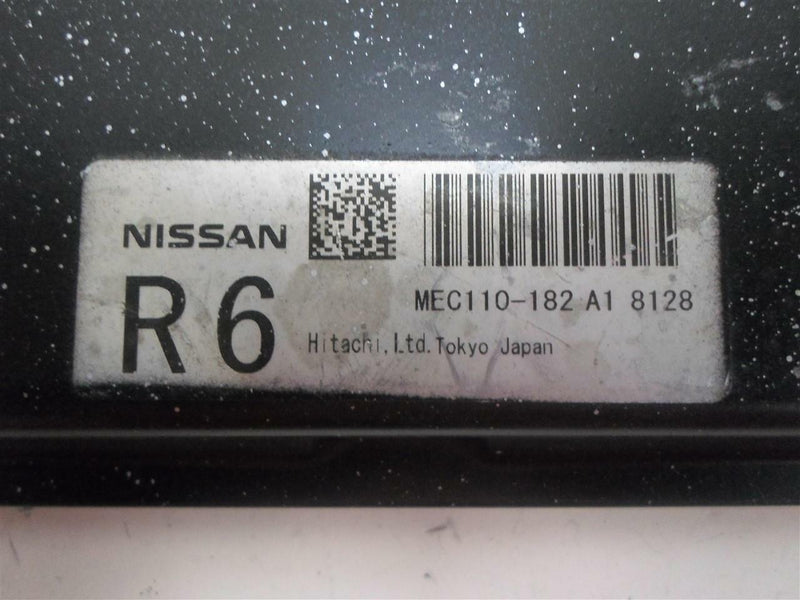 NISSAN
R6
MEC110-182 A1 8128
Hitachi,Ltd.Tokyo Japan